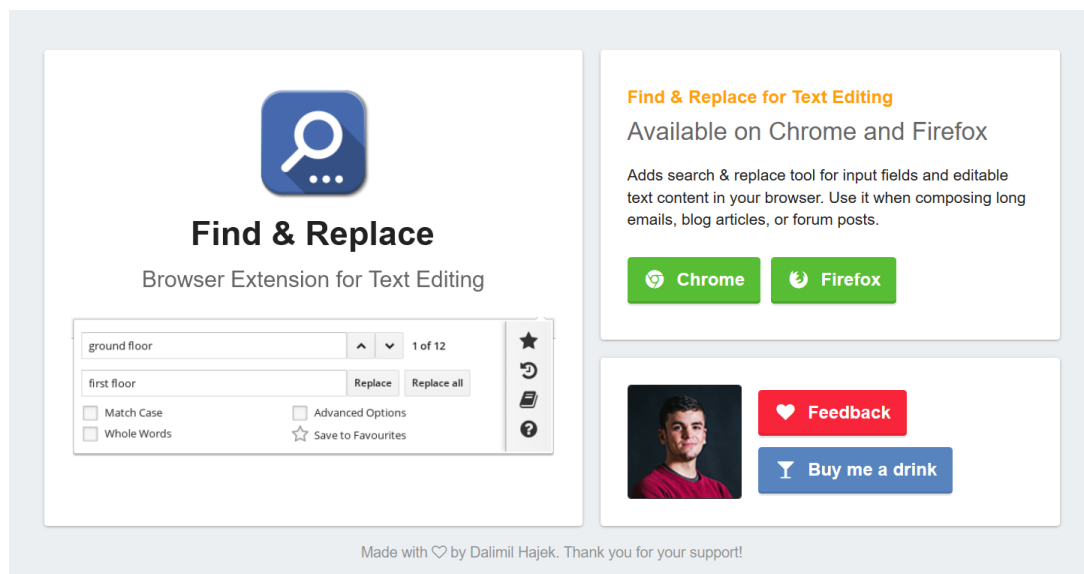 Find & Replace
Browser Extension for Text Editing
ground floor
1 of 12
first floor
Replace
Replace all
Match Case
Advanced Options
Whole Words
Save to Favourites
Find & Replace for Text Editing
Available on Chrome and Firefox
Adds search & replace tool for input fields and editable
text content in your browser. Use it when composing long
emails, blog articles, or forum posts.
Chrome
Firefox
Feedback
Buy me a drink
Made with ♡ by Dalimil Hajek. Thank you for your support!